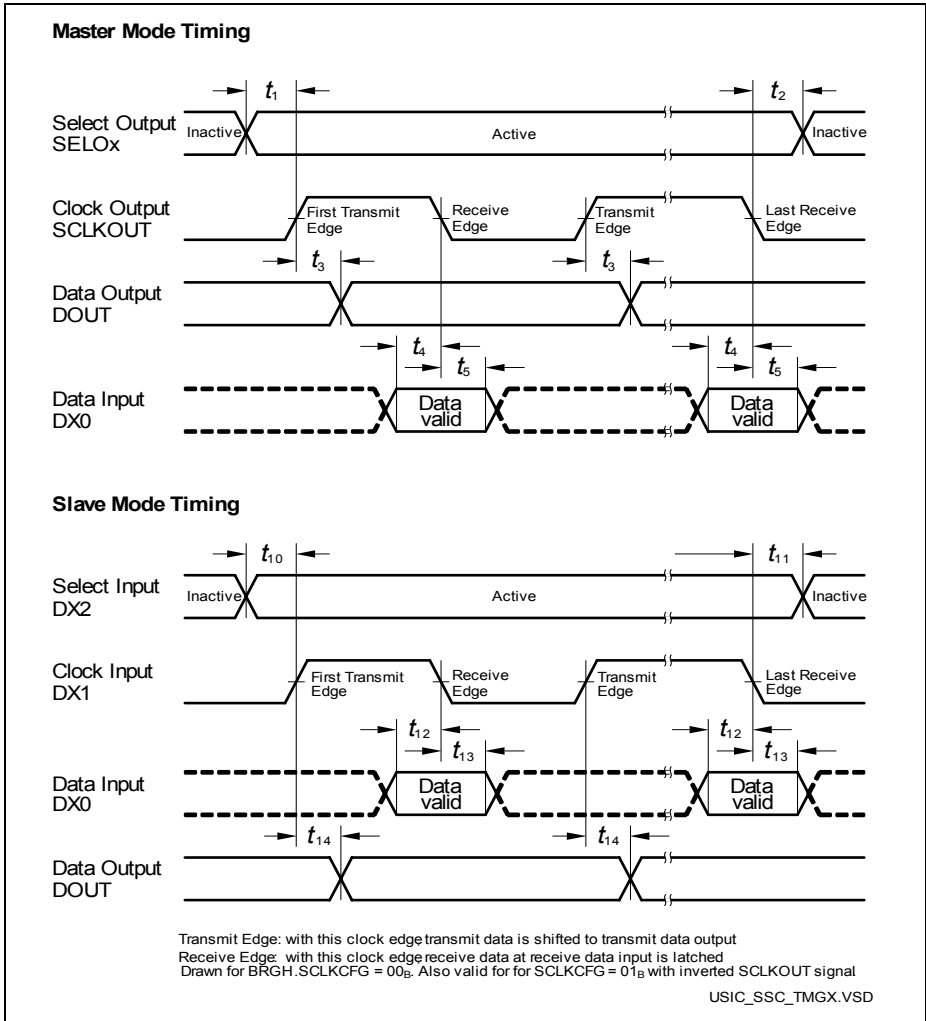 Master Mode Timing
t1
t2
Select Output
SELOx
Inactive
Active
Inactive
Clock Output
SCLKOUT
First Transmit
Edge
Receive
Edge
Transmit
Edge
Last Receive
Edge
t3
t3
Data Output
DOUT
t4
t5
t4
t5
Data Input
DX0
Data
valid
Data
valid
Slave Mode Timing
t10
t11
Select Input
DX2
Inactive
Active
Inactive
Clock Input
DX1
First Transmit
Edge
Receive
Edge
Transmit
Edge
Last Receive
Edge
t12
t13
t12
t13
Data Input
DX0
Data
valid
Data
valid
t14
t14
Data Output
DOUT
Transmit Edge: with this clock edge, transmit data is shifted to transmit data output
Receive Edge: with this clock edge, receive data at receive data input is latched
Drawn for BRGH.SCLKCFG = 00B. Also valid for for SCLKCFG = 01B with inverted SCLKOUT signal.
USIC_SSC_TMGX.VSD